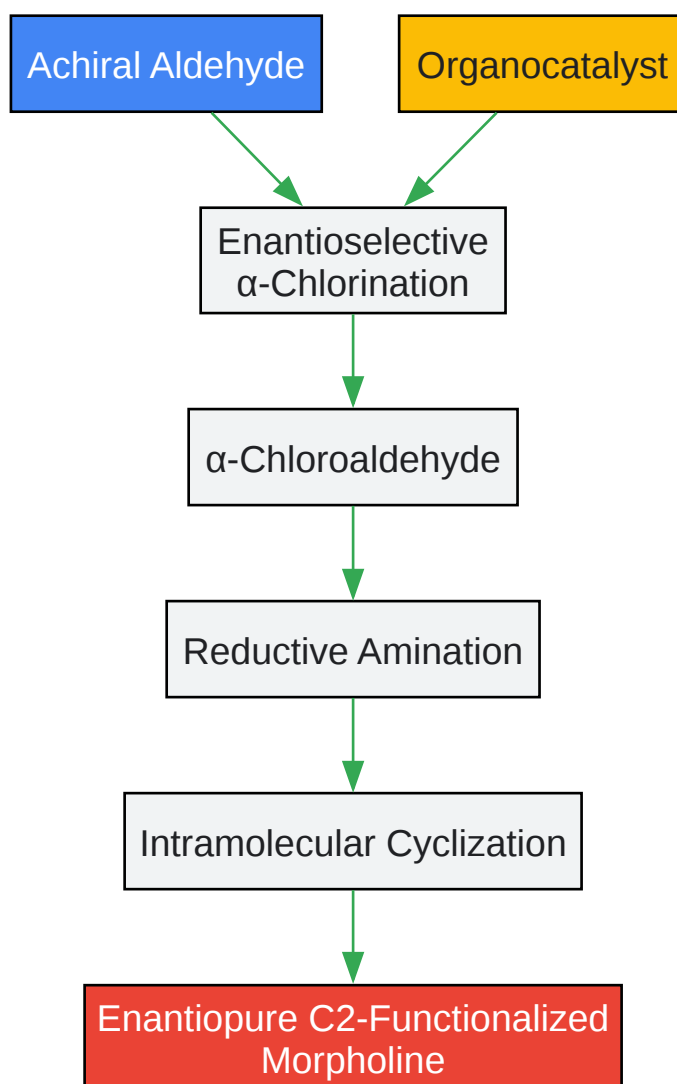 Achiral Aldehyde
Organocatalyst
Enantioselective
α-Chlorination
α-Chloroaldehyde
Reductive Amination
Intramolecular Cyclization
Enantiopure C2-Functionalized
Morpholine